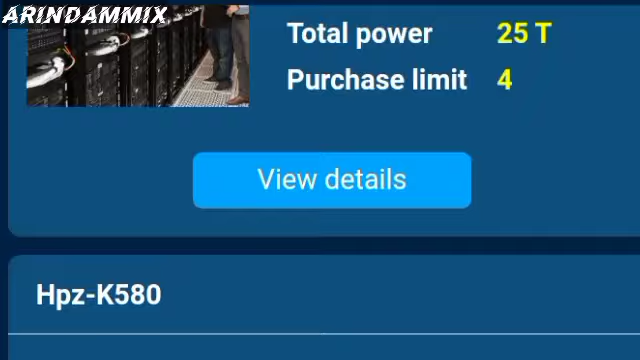 ARINDAMMIX
Total power 25 T
Purchase limit 4
View details
Hpz-K580